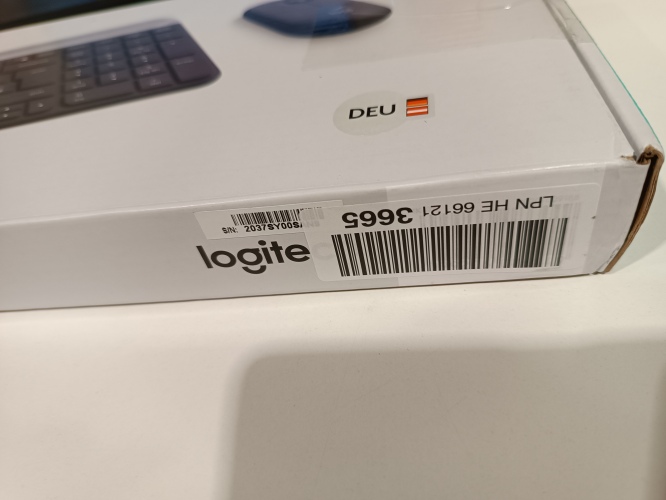 DEU
S/N: 2037SY00S
logite
LPN HE 66121 3665